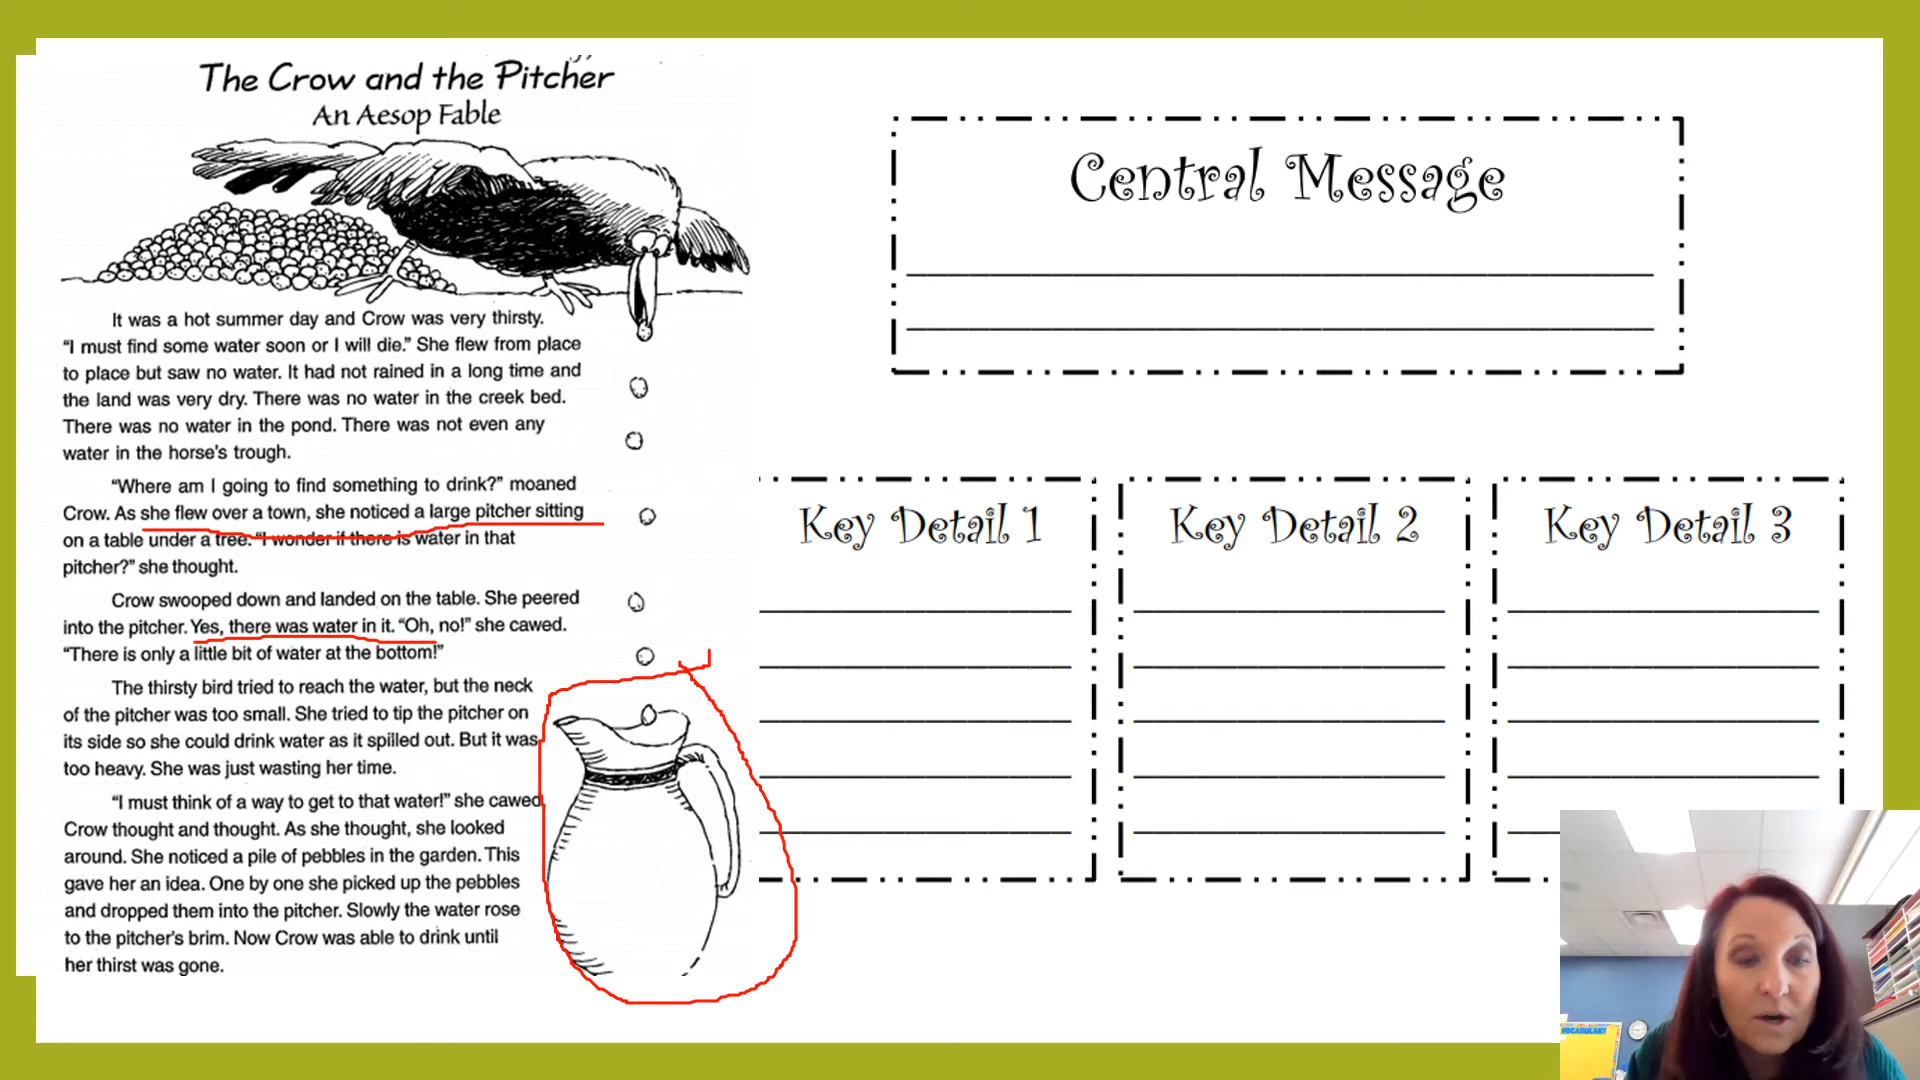 The Crow and the Pitcher
An Aesop Fable
It was a hot summer day and Crow was very thirsty.
“I must find some water soon or I will die.” She flew from place
to place but saw no water. It had not rained in a long time and
the land was very dry. There was no water in the creek bed.
There was no water in the pond. There was not even any
water in the horse’s trough.
“Where am I going to find something to drink?” moaned
Crow. As she flew over a town, she noticed a large pitcher sitting
on a table under a tree. “I wonder if there is water in that
pitcher?” she thought.
Crow swooped down and landed on the table. She peered
into the pitcher. Yes, there was water in it. “Oh, no!” she cawed.
“There is only a little bit of water at the bottom!”
The thirsty bird tried to reach the water, but the neck
of the pitcher was too small. She tried to tip the pitcher on
its side so she could drink water as it spilled out. But it was
too heavy. She was just wasting her time.
“I must think of a way to get to that water!” she cawed
Crow thought and thought. As she thought, she looked
around. She noticed a pile of pebbles in the garden. This
gave her an idea. One by one she picked up the pebbles
and dropped them into the pitcher. Slowly the water rose
to the pitcher’s brim. Now Crow was able to drink until
her thirst was gone.
Central Message
Key Detail 1
Key Detail 2
Key Detail 3
VOCABULARY